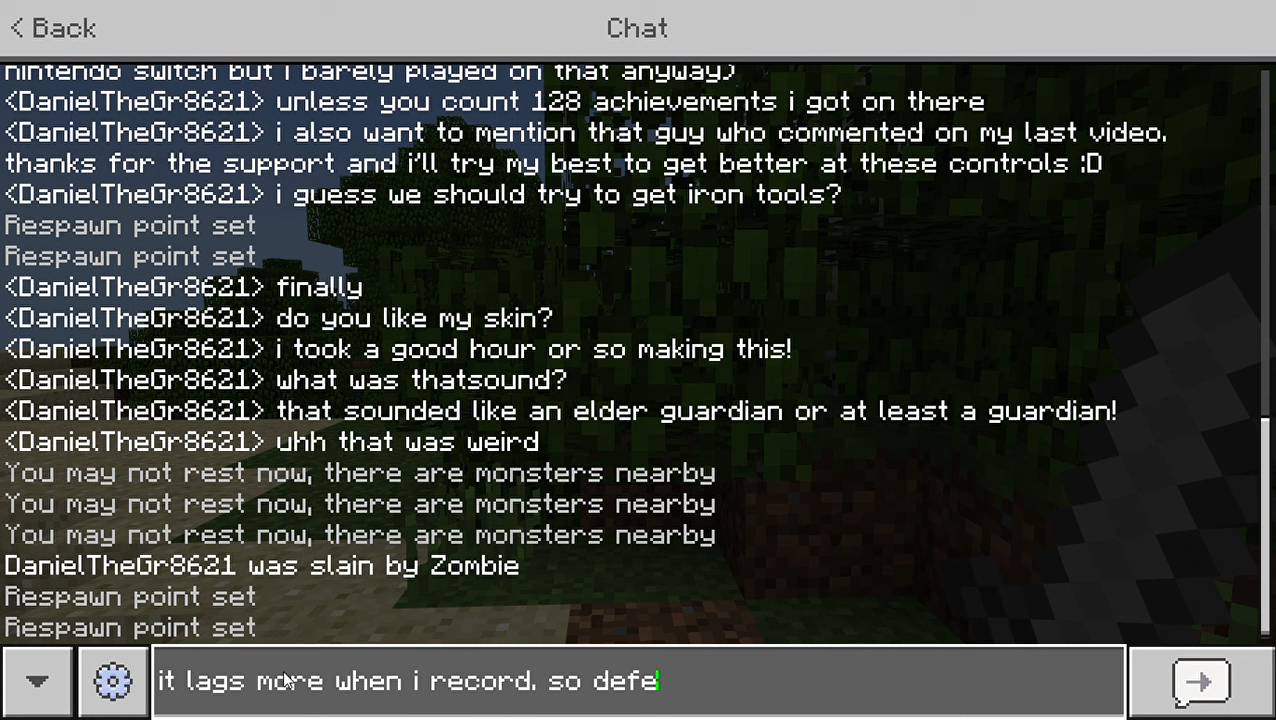 < Back
Chat
nintendo switch but i barely played on that anyway)
<DanielTheGr8621> unless you count 128 achievements i got on there
<DanielTheGr8621> i also want to mention that guy who commented on my last video.
thanks for the support and i'll try my best to get better at these controls :D
<DanielTheGr8621> i guess we should try to get iron tools?
Respawn point set
Respawn point set
<DanielTheGr8621> finally
<DanielTheGr8621> do you like my skin?
<DanielTheGr8621> i took a good hour or so making this!
<DanielTheGr8621> what was thatsound?
<DanielTheGr8621> that sounded like an elder guardian or at least a guardian!
<DanielTheGr8621> uhh that was weird
You may not rest now, there are monsters nearby
You may not rest now, there are monsters nearby
You may not rest now, there are monsters nearby
DanielTheGr8621 was slain by Zombie
Respawn point set
Respawn point set
it lags more when i record. so defe